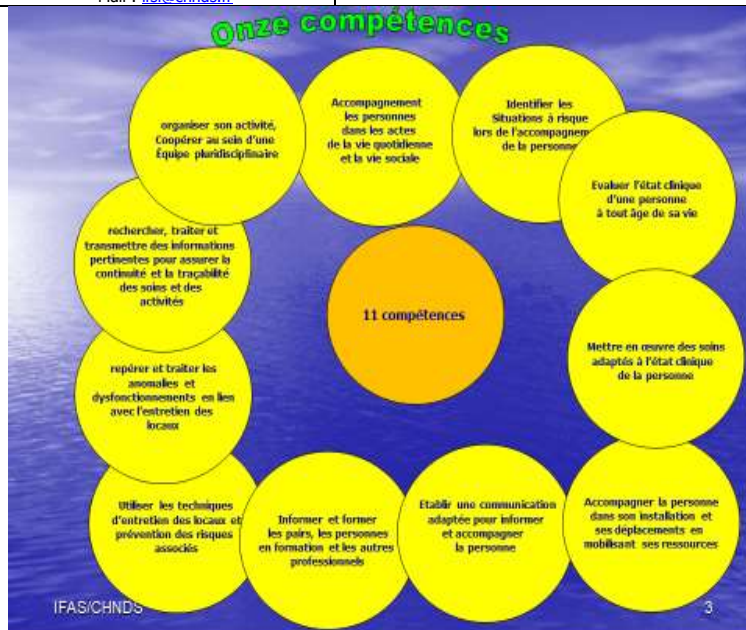 Onze compétences
Accompagnement
les personnes
dans les actes
de la vie quotidienne
et la vie sociale
Identifier les
Situations à risque
lors de l'accompagnem
de la personne
Evaluer l'état clinique
d'une personne
à tout âge de sa vie
Mettre en œuvre des soins
adaptés à l'état clinique
de la personne
Accompagner la personne
dans son installation et
ses déplacements en
mobilisant ses ressources
Etablir une communication
adaptée pour informer
et accompagner
la personne
Informer et former
les pairs, les personnes
en formation et les autres
professionnels
Utiliser les techniques
d'entretien des locaux et
prévention des risques
associés
repérer et traiter les
anomalies et
dysfonctionnements en lien
avec l'entretien des
locaux
rechercher, traiter et
transmettre des informations
pertinentes pour assurer la
continuité et la traçabilité
des soins et des
activités
organiser son activité,
Coopérer au sein d'une
Équipe pluridisciplinaire
11 compétences
IFAS/CHNDS
3